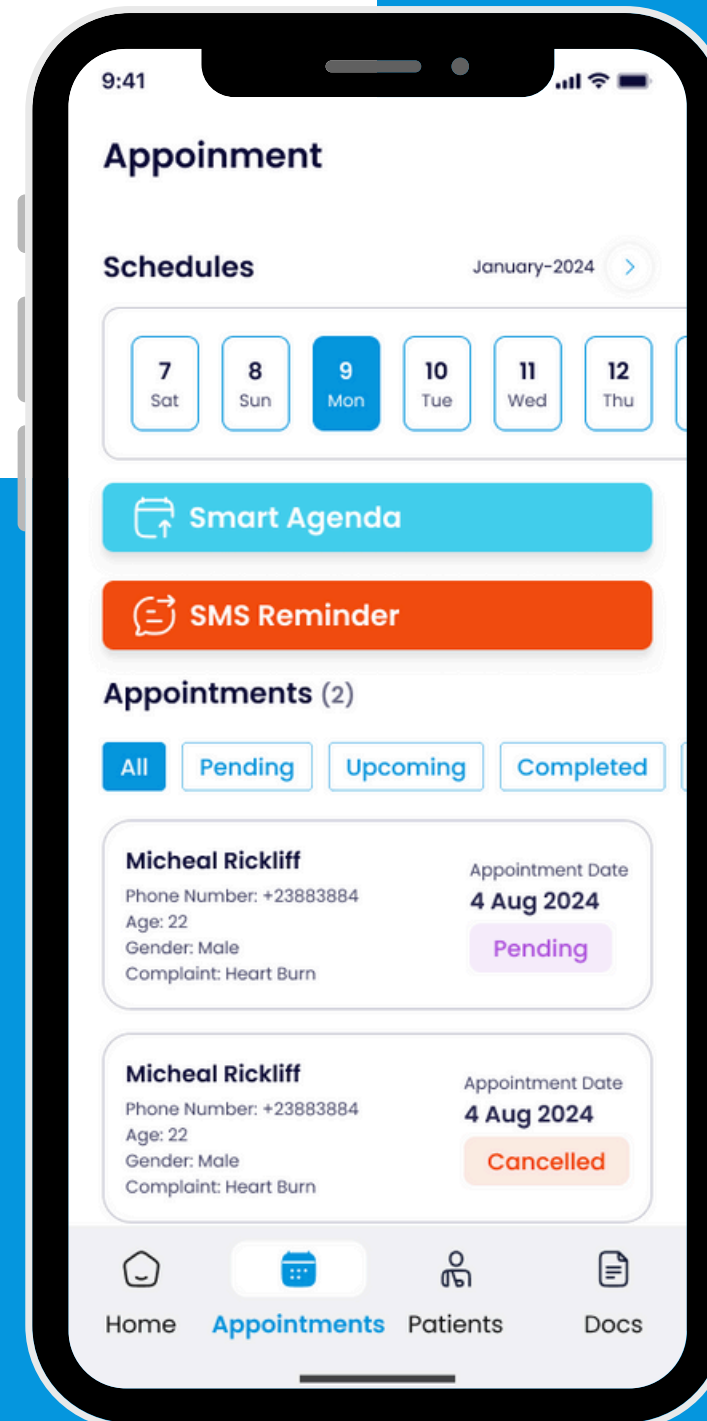 9:41
Appoinment
Schedules
January-2024
7 8 9 10 11 12
Sat Sun Mon Tue Wed Thu
Smart Agenda
SMS Reminder
Appointments (2)
All Pending Upcoming Completed
Micheal Rickliff
Phone Number: +23883884
Age: 22
Gender: Male
Complaint: Heart Burn
Appointment Date
4 Aug 2024
Pending
Micheal Rickliff
Phone Number: +23883884
Age: 22
Gender: Male
Complaint: Heart Burn
Appointment Date
4 Aug 2024
Cancelled
Home Appointments Patients Docs